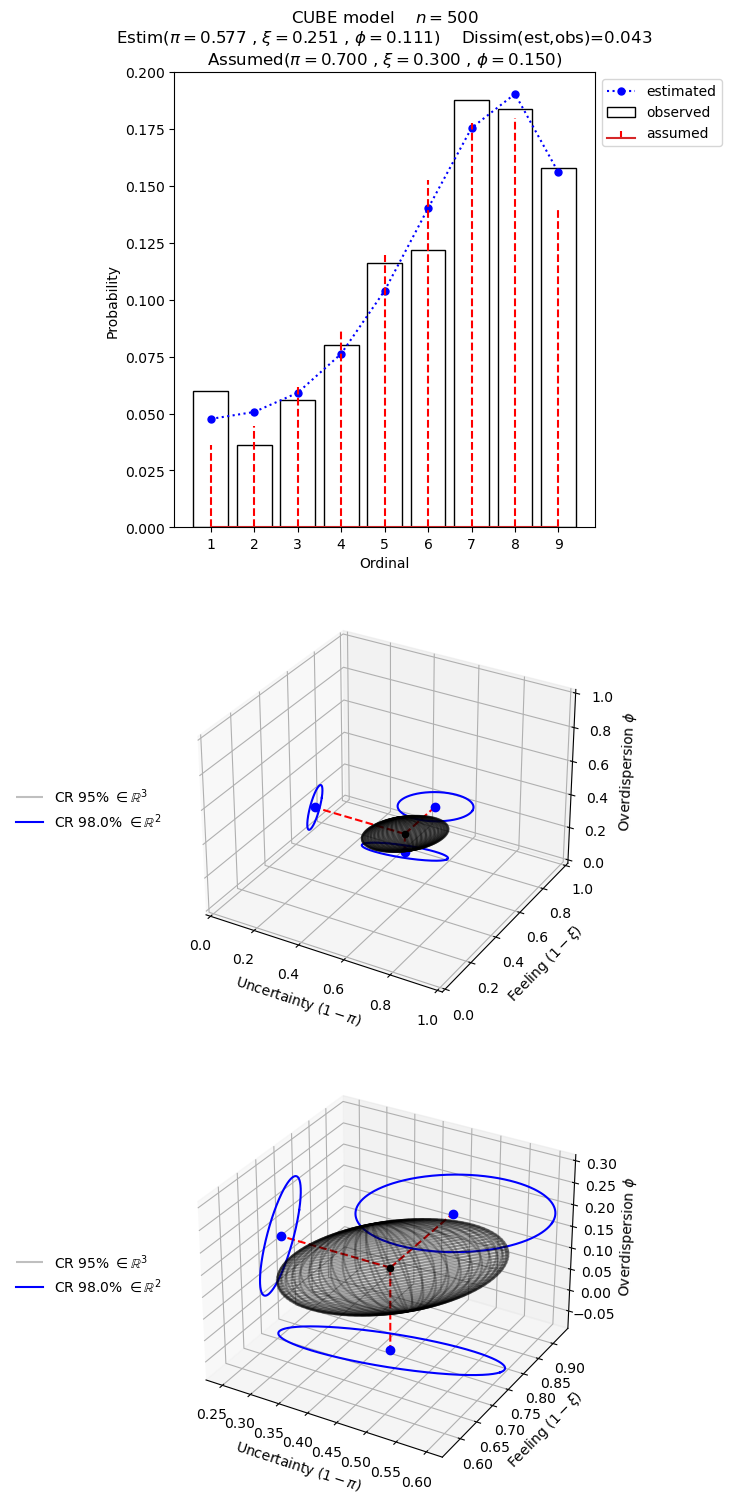 CUBE model    n = 500
Estim(π = 0.577 , ξ = 0.251 , ϕ = 0.111)    Dissim(est,obs)=0.043
Assumed(π = 0.700 , ξ = 0.300 , ϕ = 0.150)
estimated
observed
assumed
0.200
0.175
0.150
0.125
0.100
0.075
0.050
0.025
0.000
Probability
1 2 3 4 5 6 7 8 9
Ordinal
CR 95% ∈ ℝ³
CR 98.0% ∈ ℝ²
1.0
0.8
0.6
0.4
0.2
0.0
Overdispersion ϕ
1.0
0.8
0.6
0.4
0.2
0.0
Feeling (1 − ξ)
0.0
0.2
0.4
0.6
0.8
1.0
Uncertainty (1 − π)
CR 95% ∈ ℝ³
CR 98.0% ∈ ℝ²
0.30
0.25
0.20
0.15
0.10
0.05
0.00
−0.05
Overdispersion ϕ
0.90
0.85
0.80
0.75
0.70
0.65
0.60
Feeling (1 − ξ)
0.25
0.30
0.35
0.40
0.45
0.50
0.55
0.60
Uncertainty (1 − π)